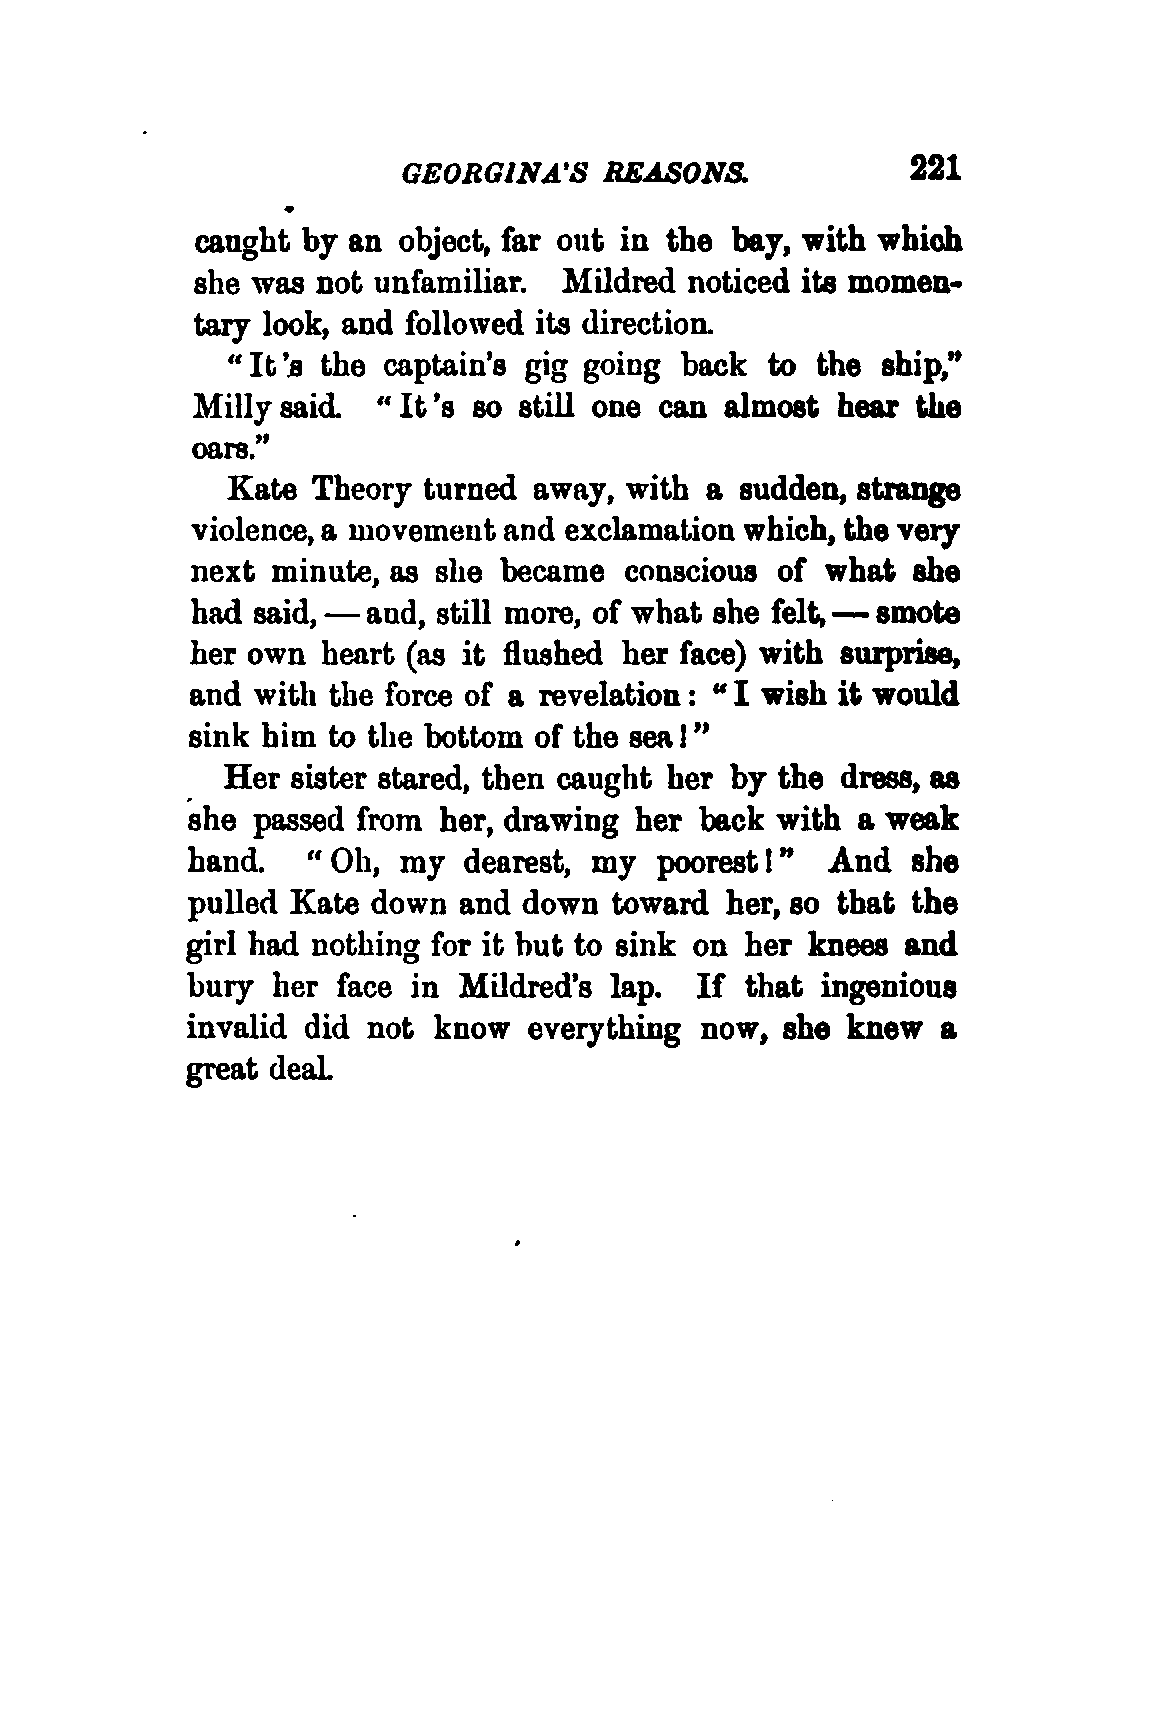 GEORGINA'S REASONS. 221
caught by an object, far out in the bay, with which
she was not unfamiliar. Mildred noticed its momen-
tary look, and followed its direction.
"It's the captain's gig going back to the ship,"
Milly said. "It's so still one can almost hear the
oars."
Kate Theory turned away, with a sudden, strange
violence, a movement and exclamation which, the very
next minute, as she became conscious of what she
had said, — and, still more, of what she felt, — smote
her own heart (as it flushed her face) with surprise,
and with the force of a revelation: "I wish it would
sink him to the bottom of the sea!"
Her sister stared, then caught her by the dress, as
she passed from her, drawing her back with a weak
hand. "Oh, my dearest, my poorest!" And she
pulled Kate down and down toward her, so that the
girl had nothing for it but to sink on her knees and
bury her face in Mildred's lap. If that ingenious
invalid did not know everything now, she knew a
great deal.